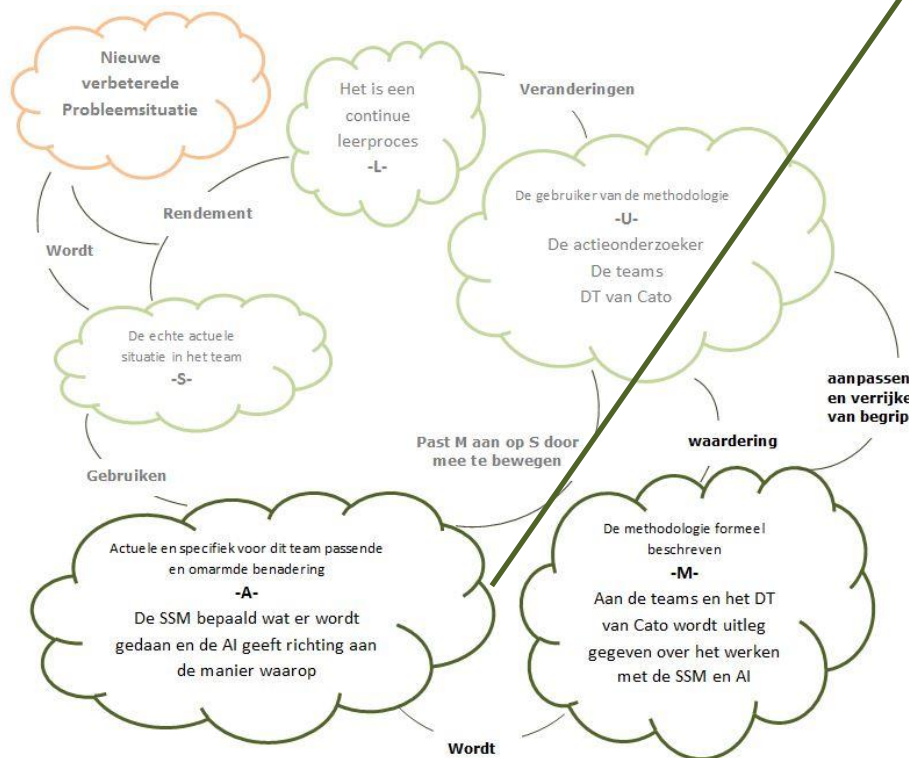 Nieuwe
verbeterede
Probleemsituatie
Het is een
continue
leerproces
-L-
Veranderingen
De gebruiker van de methodologie
-U-
De actieonderzoeker
De teams
DT van Cato
Rendement
Wordt
De echte actuele
situatie in het team
-S-
aanpassen
en verrijke
van begrip
Past M aan op S door
mee te bewegen
waardering
Gebruiken
Actuele en specifiek voor dit team passende
en omarmde benadering
-A-
De SSM bepaald wat er wordt
gedaan en de AI geeft richting aan
de manier waarop
De methodologie formeel
beschreven
-M-
Aan de teams en het DT
van Cato wordt uitleg
gegeven over het werken
met de SSM en AI
Wordt